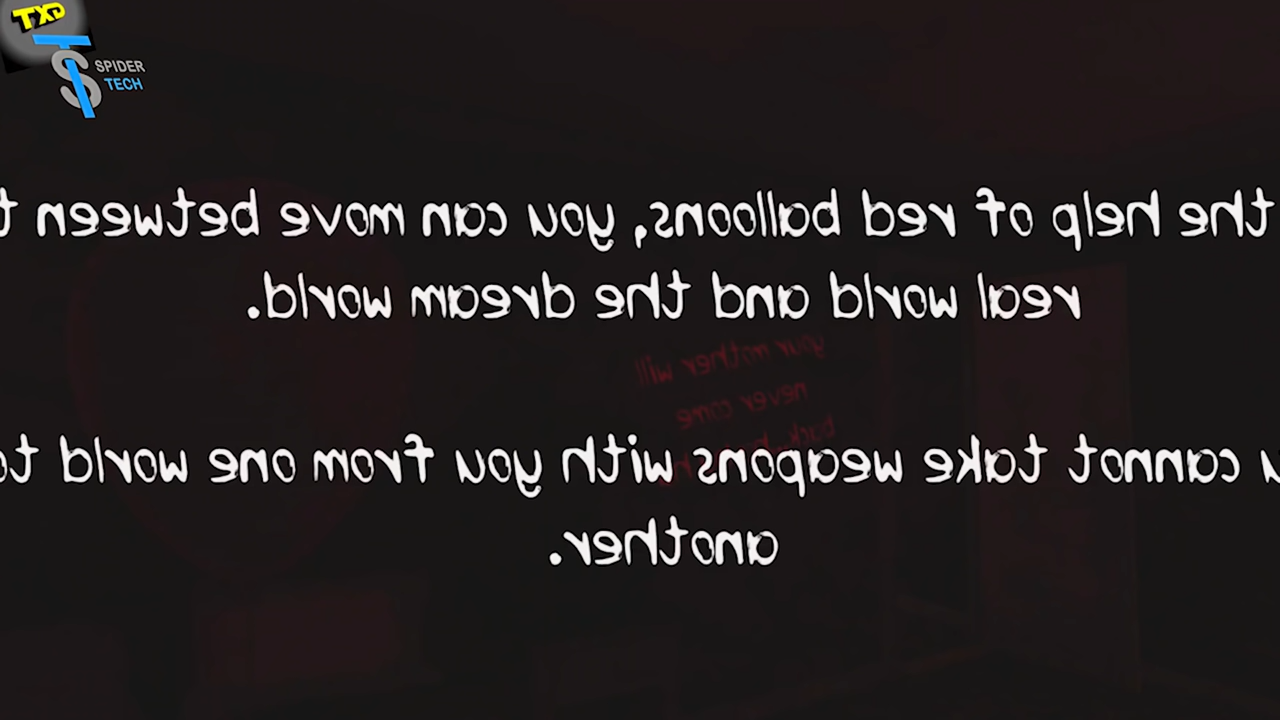 TXD
SPIDER
TECH
the help of red balloons, you can move between t
real world and the dream world.
your mother will
never come
back
cannot take weapons with you from one world to
another.